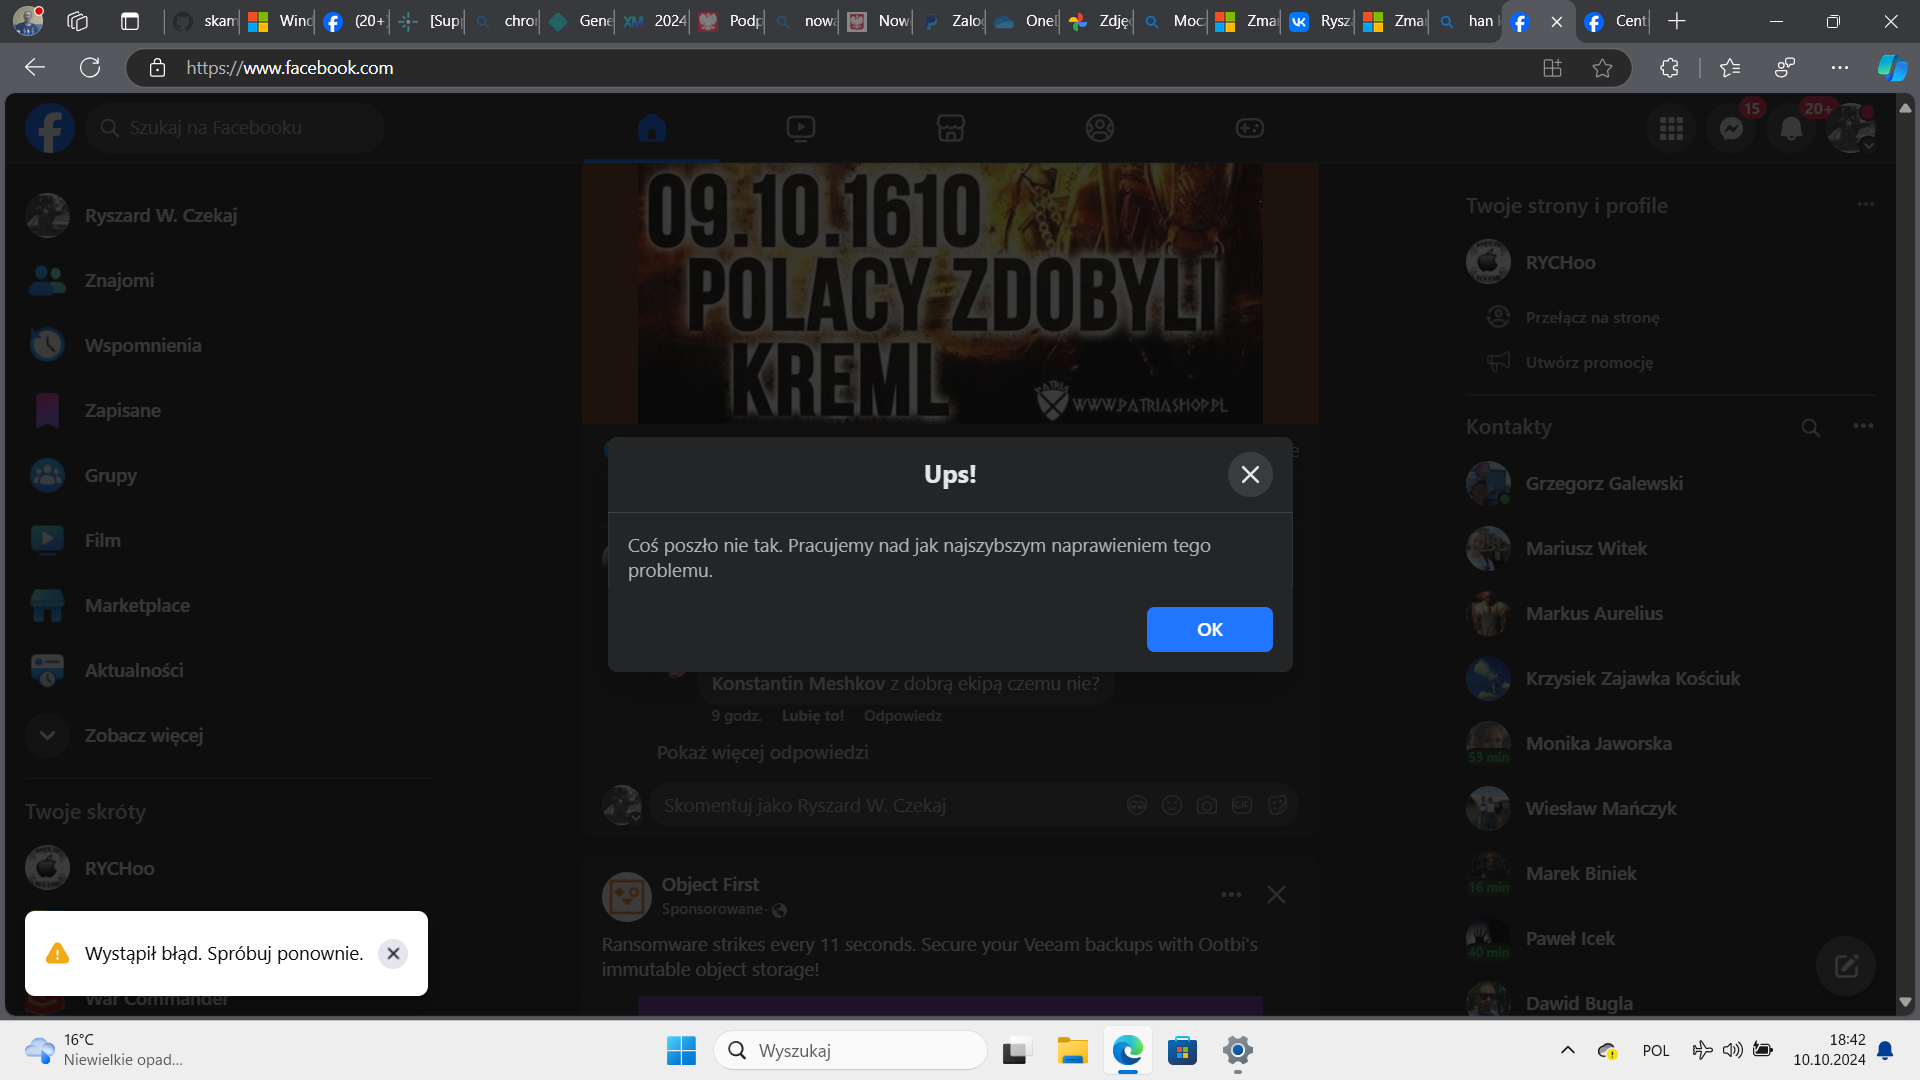 skam
Wind
(20+
[Sup
chror
Gene
2024
Podp
nowa
Now
Zalo
Onel
Zdję
Moc
Zma
Rysz
Zma
han
Cent
https://www.facebook.com
Szukaj na Facebooku
15
20+
Ryszard W. Czekaj
Znajomi
Wspomnienia
Zapisane
Grupy
Film
Marketplace
Aktualności
Zobacz więcej
Twoje skróty
RYCHoo
War Commander
Wystąpił błąd. Spróbuj ponownie.
09.10.1610
POLACY ZDOBYLI
KREML
PATRIA
WWW.PATRIASHOP.PL
Ups!
Coś poszło nie tak. Pracujemy nad jak najszybszym naprawieniem tego
problemu.
OK
Konstantin Meshkov z dobrą ekipą czemu nie?
9 godz. Lubię to! Odpowiedz
Pokaż więcej odpowiedzi
Skomentuj jako Ryszard W. Czekaj
GIF
Object First
Sponsorowane ·
Ransomware strikes every 11 seconds. Secure your Veeam backups with Ootbi's
immutable object storage!
Twoje strony i profile
RYCHoo
Przełącz na stronę
Utwórz promocję
Kontakty
Grzegorz Galewski
Mariusz Witek
Markus Aurelius
Krzysiek Zajawka Kościuk
Monika Jaworska
53 min
Wiesław Mańczyk
Marek Biniek
16 min
Paweł Icek
40 min
Dawid Bugla
16°C
Niewielkie opad...
Wyszukaj
POL
18:42
10.10.2024